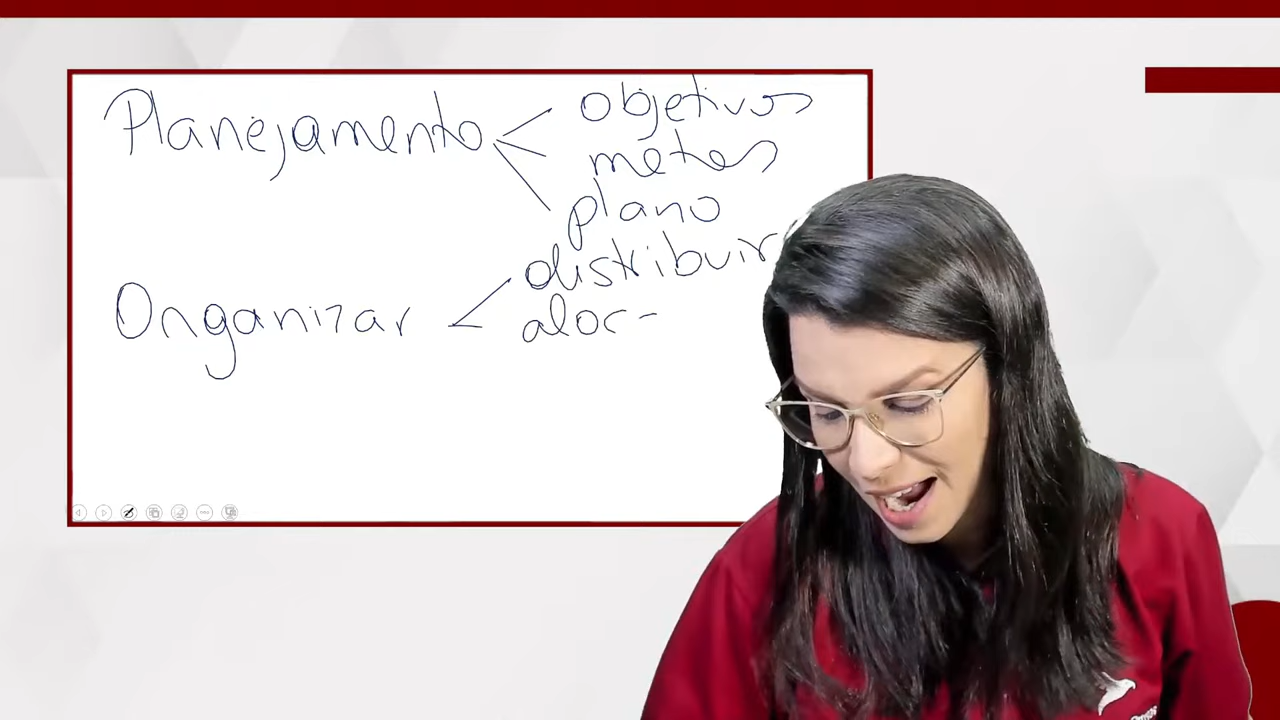 Planejamento
objetivos
metas
plano
Organizar
distribuir
aloc-